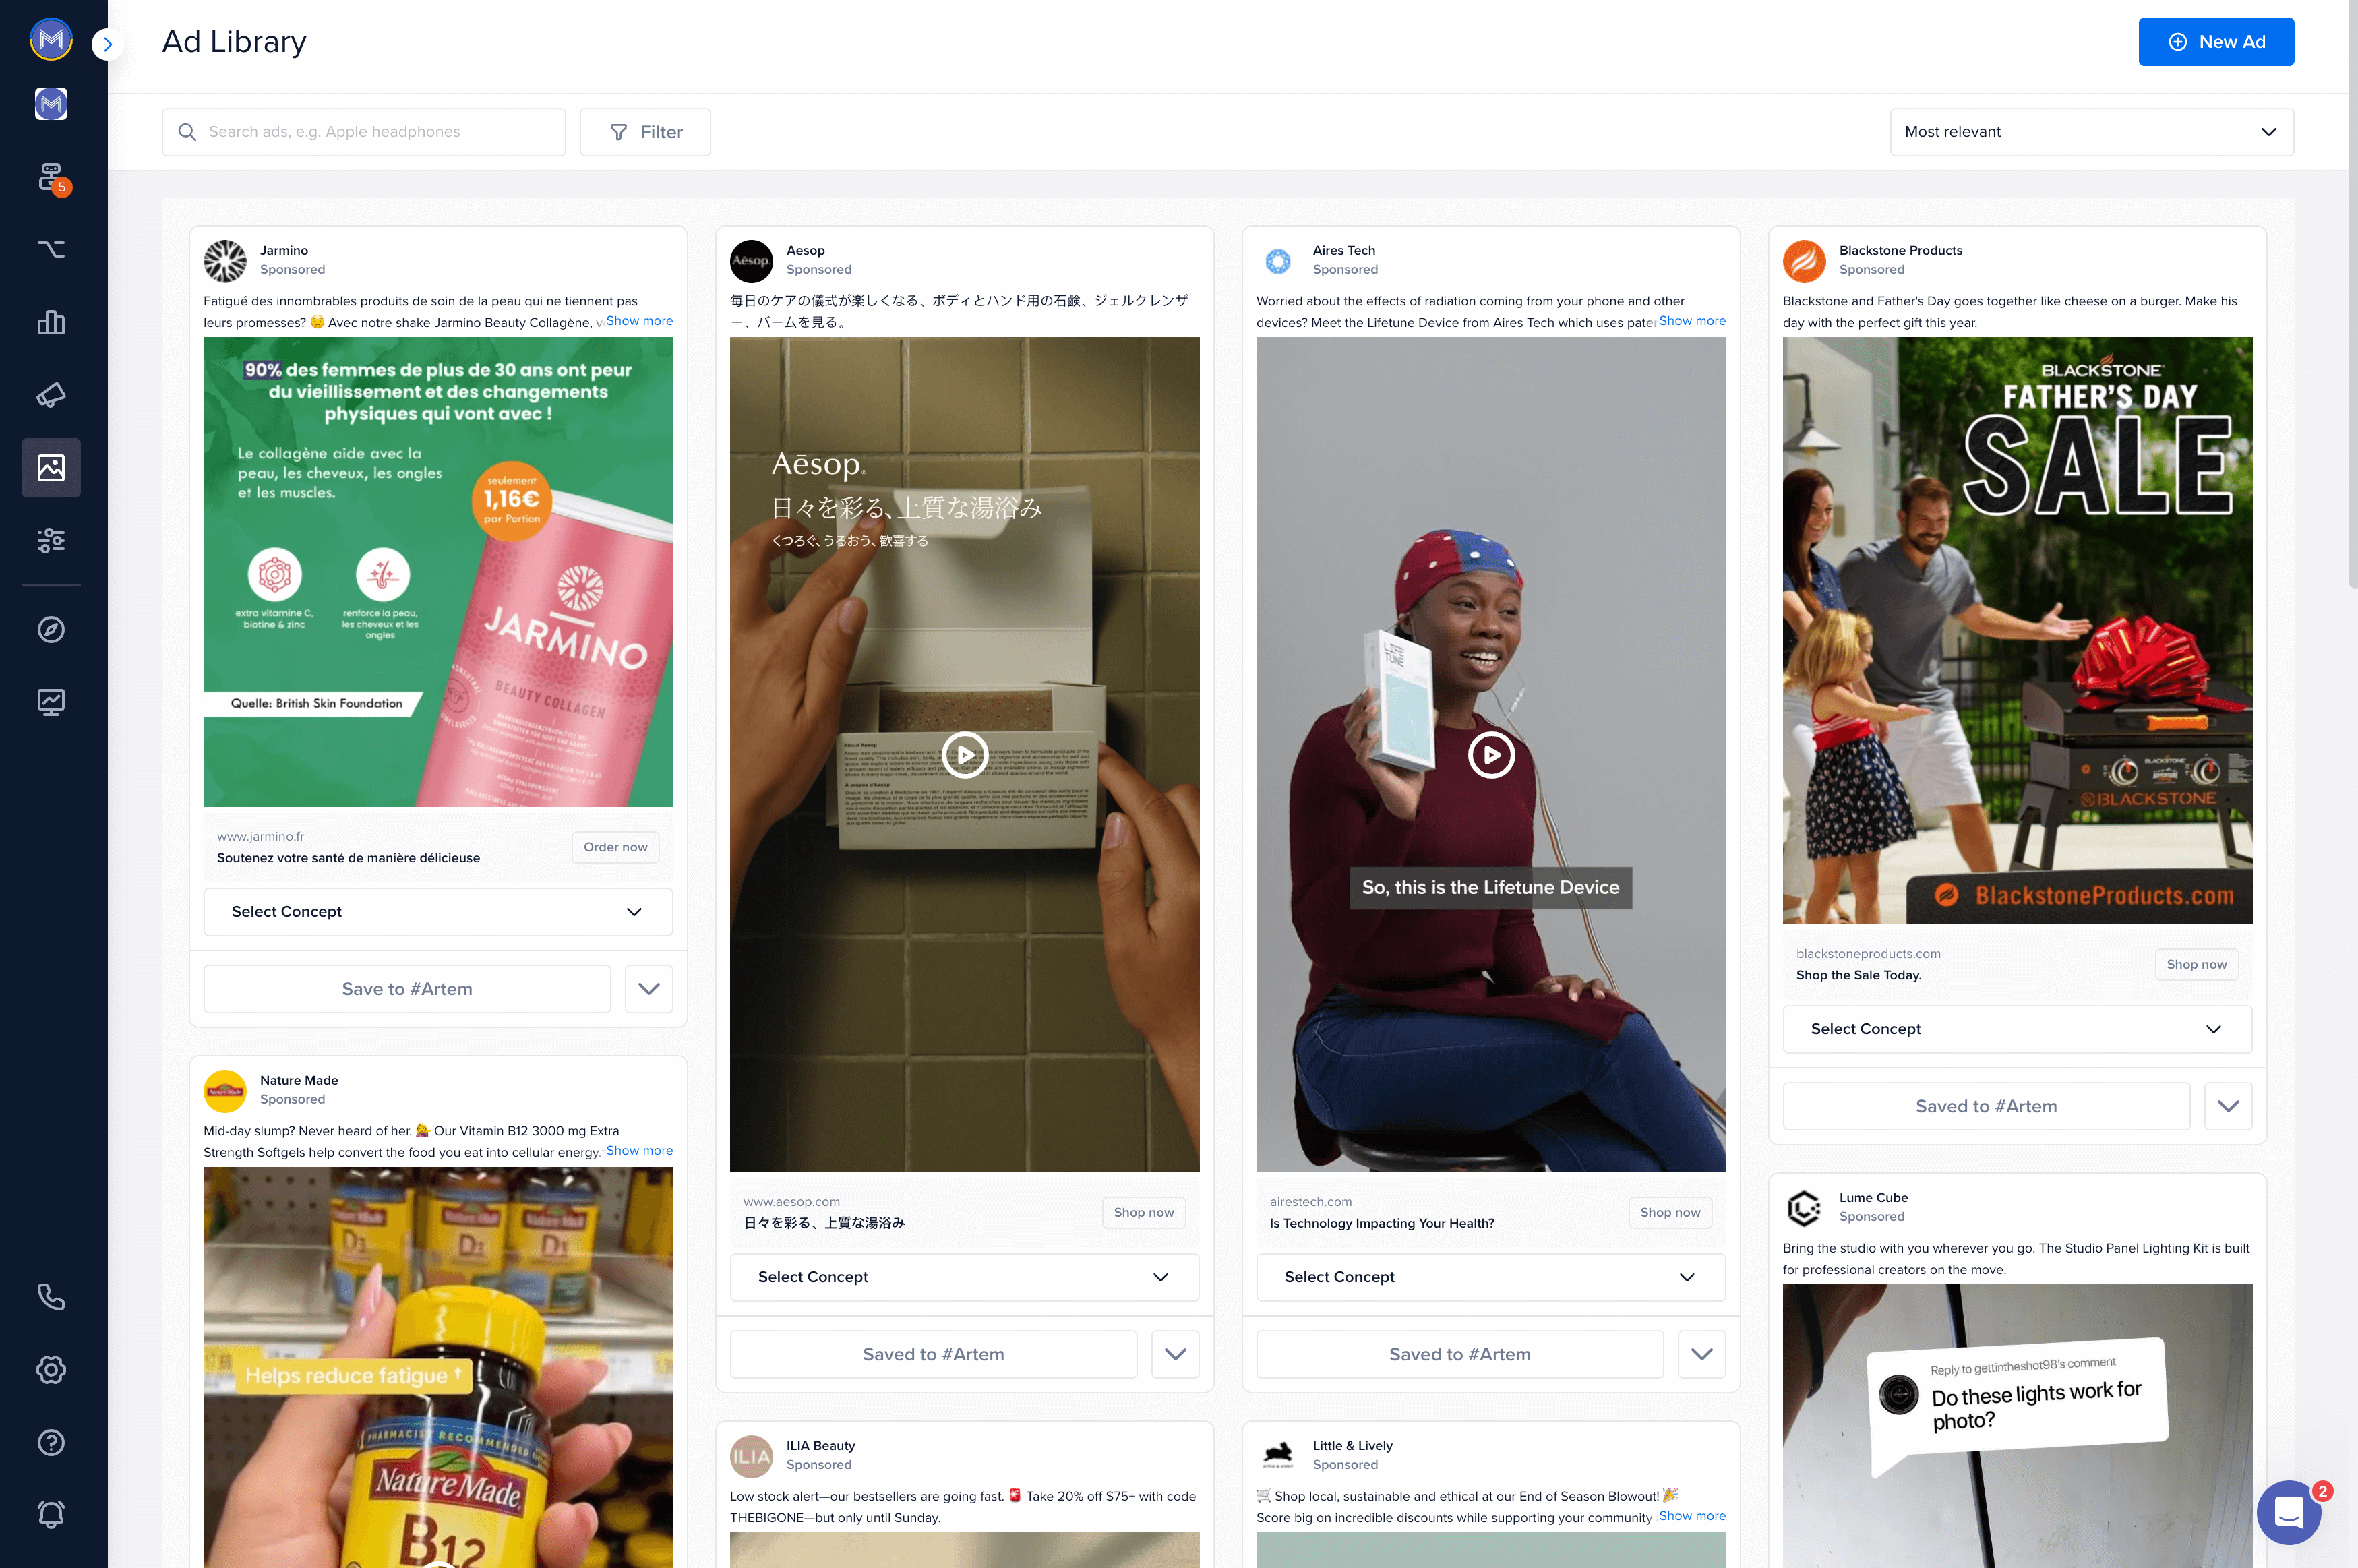 Ad Library
New Ad
Search ads, e.g. Apple headphones
Filter
Most relevant
5
Jarmino
Sponsored
Fatigué des innombrables produits de soin de la peau qui ne tiennent pas
leurs promesses? 😒 Avec notre shake Jarmino Beauty Collagène, v Show more
90% des femmes de plus de 30 ans ont peur
du vieillissement et des changements
physiques qui vont avec !
Le collagène aide avec la
peau, les cheveux, les ongles
et les muscles.
seulement
1,16€
par Portion
extra vitamine C,
biotine & zinc
renforce la peau,
les cheveux et les
ongles
JARMINO
BEAUTY COLLAGEN
Quelle: British Skin Foundation
www.jarmino.fr
Soutenez votre santé de manière délicieuse
Order now
Select Concept
Save to #Artem
Nature Made
Sponsored
Mid-day slump? Never heard of her. 🤷‍♀️ Our Vitamin B12 3000 mg Extra
Strength Softgels help convert the food you eat into cellular energy. Show more
Nature Made
Nature Made
Nature Made
D3
D3
D3
Helps reduce fatigue †
PHARMACIST RECOMMENDED
Nature Made
B12
Aesop
Sponsored
毎日のケアの儀式が楽しくなる、ボディとハンド用の石鹸、ジェルクレンザ
ー、バームを見る。
Aēsop.
Aēsop.
日々を彩る、上質な湯浴み
くつろぐ、うるおう、歓喜する
About Aesop
A propos d'Aesop
www.aesop.com
日々を彩る、上質な湯浴み
Shop now
Select Concept
Saved to #Artem
ILIA Beauty
Sponsored
ILIA
Low stock alert—our bestsellers are going fast. 🚨 Take 20% off $75+ with code
THEBIGONE—but only until Sunday.
Aires Tech
Sponsored
Worried about the effects of radiation coming from your phone and other
devices? Meet the Lifetune Device from Aires Tech which uses pate Show more
LIFE
TUNE
So, this is the Lifetune Device
airestech.com
Is Technology Impacting Your Health?
Shop now
Select Concept
Saved to #Artem
Little & Lively
Sponsored
🛒 Shop local, sustainable and ethical at our End of Season Blowout! 🎉
Score big on incredible discounts while supporting your community Show more
Blackstone Products
Sponsored
Blackstone and Father's Day goes together like cheese on a burger. Make his
day with the perfect gift this year.
BLACKSTONE
FATHER'S DAY
SALE
BLACKSTONE
BLACKSTONE
BlackstoneProducts.com
blackstoneproducts.com
Shop the Sale Today.
Shop now
Select Concept
Saved to #Artem
Lume Cube
Sponsored
Bring the studio with you wherever you go. The Studio Panel Lighting Kit is built
for professional creators on the move.
Reply to gettintheshot98's comment
Do these lights work for
photo?
2